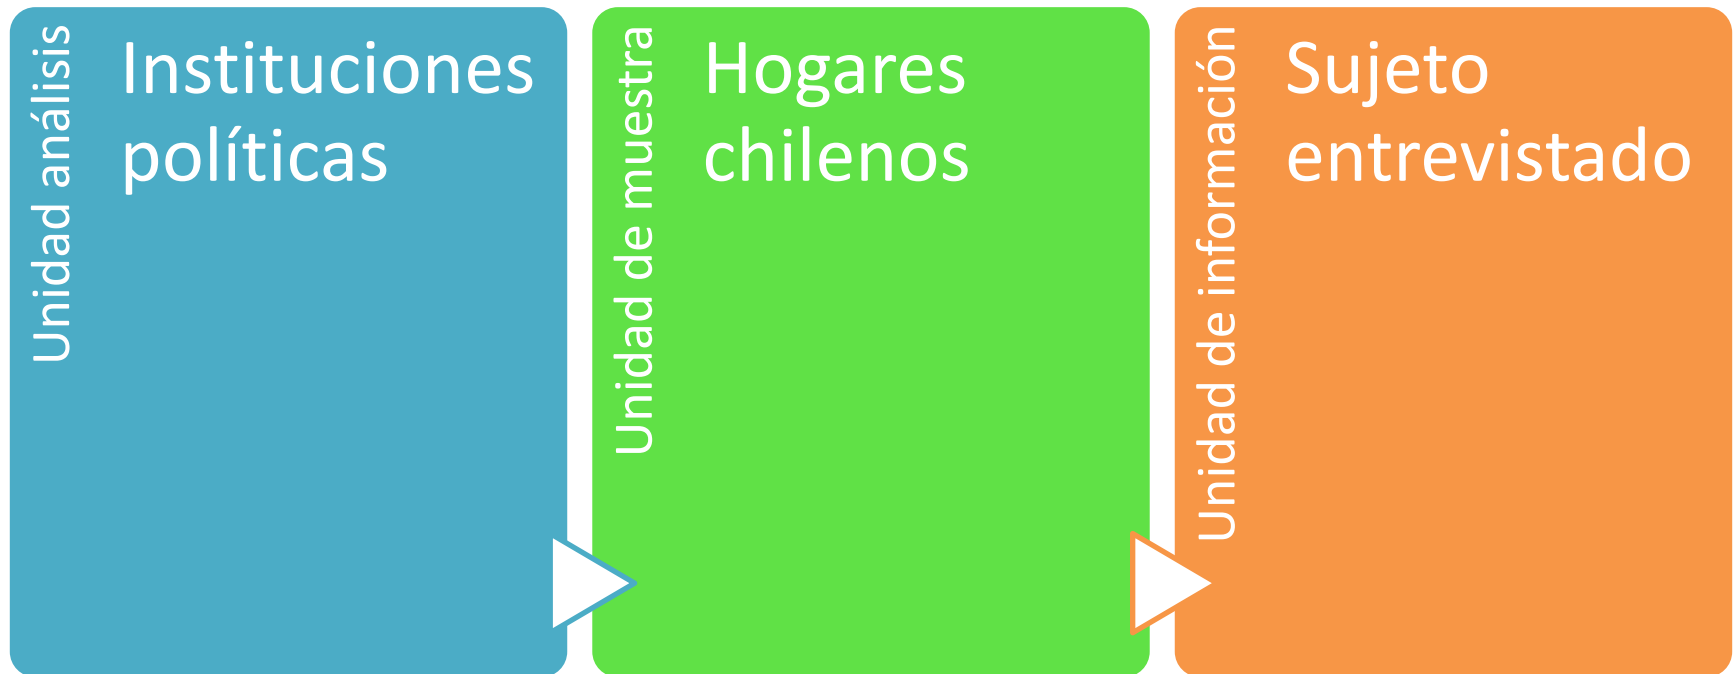 Unidad análisis
Instituciones
políticas
Unidad de muestra
Hogares
chilenos
Unidad de información
Sujeto
entrevistado